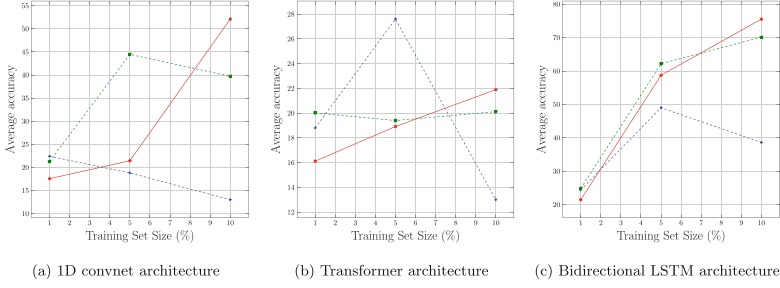 55
50
45
40
35
30
25
20
15
10
Average accuracy
1 2 3 4 5 6 7 8 9 10
Training Set Size (%)
(a) 1D convnet architecture
28
26
24
22
20
18
16
14
12
Average accuracy
1 2 3 4 5 6 7 8 9 10
Training Set Size (%)
(b) Transformer architecture
80
70
60
50
40
30
20
Average accuracy
1 2 3 4 5 6 7 8 9 10
Training Set Size (%)
(c) Bidirectional LSTM architecture